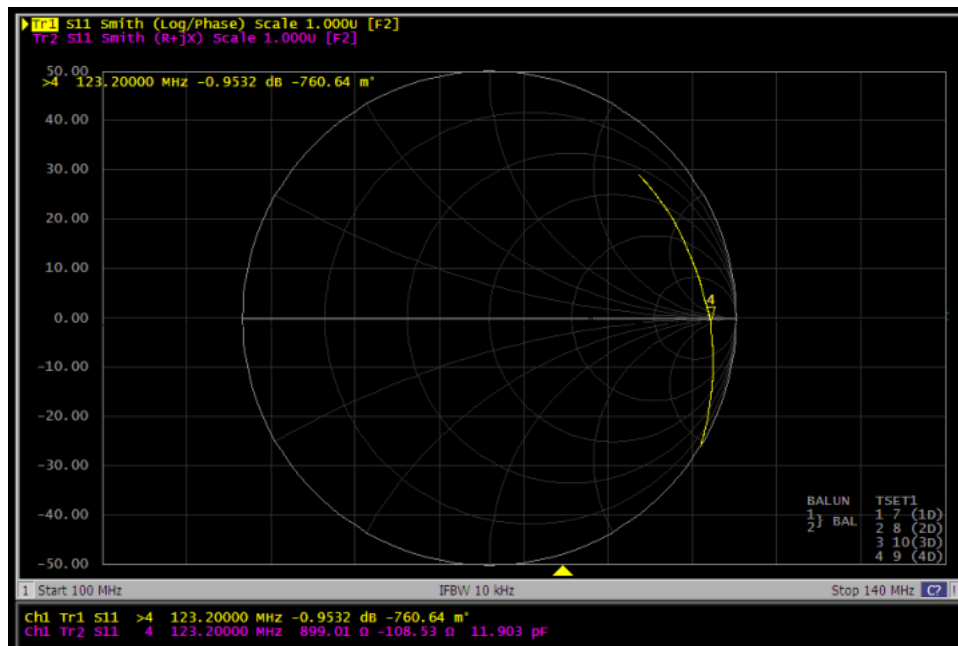 Tr1 S11 Smith (Log/Phase) Scale 1.000U [F2]
Tr2 S11 Smith (R+jX) Scale 1.000U [F2]
50.00
>4 123.20000 MHz -0.9532 dB -760.64 m°
40.00
30.00
20.00
10.00
4
0.00
-10.00
-20.00
-30.00
-40.00
-50.00
BALUN TSET1
1 } BAL 1 7 (1D)
2 2 8 (2D)
3 10(3D)
4 9 (4D)
1 Start 100 MHz IFBW 10 kHz Stop 140 MHz C? !
Ch1 Tr1 S11 >4 123.20000 MHz -0.9532 dB -760.64 m°
Ch1 Tr2 S11 4 123.20000 MHz 899.01 Ω -108.53 Ω 11.903 pF